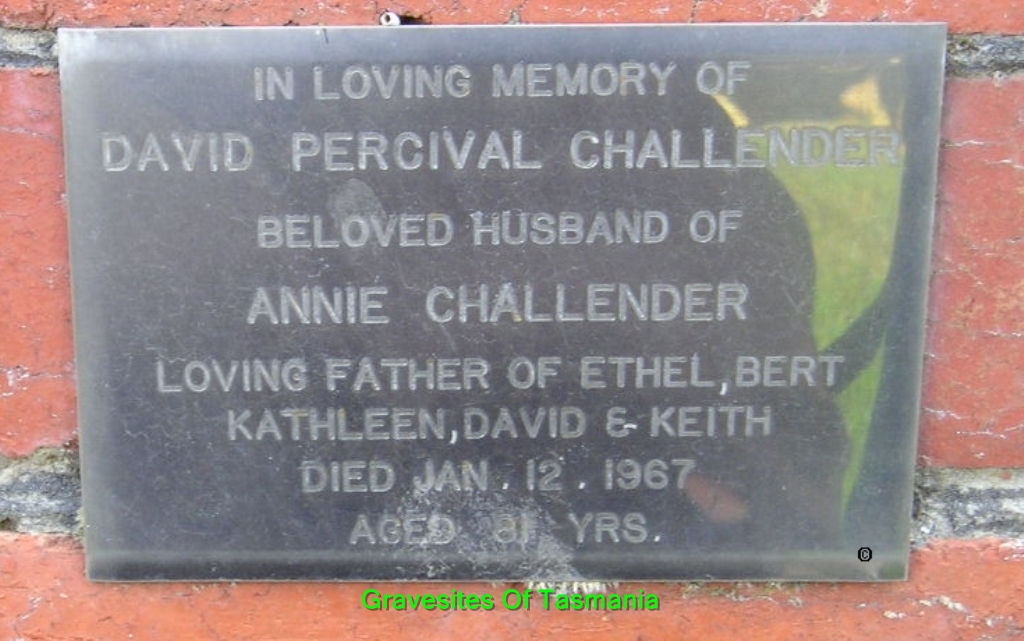 IN LOVING MEMORY OF
DAVID PERCIVAL CHALLENDER
BELOVED HUSBAND OF
ANNIE CHALLENDER
LOVING FATHER OF ETHEL, BERT
KATHLEEN, DAVID & KEITH
DIED JAN. 12. 1967
AGED 81 YRS.
©
Gravesites Of Tasmania